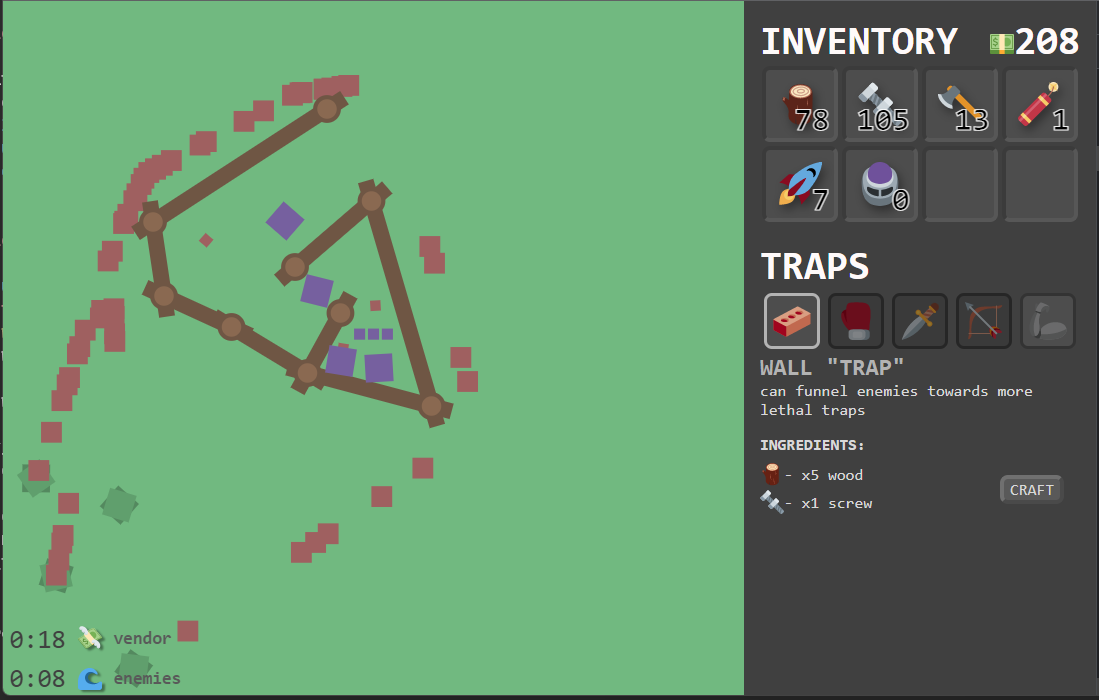 INVENTORY 208
78 105 13 1
7 0
TRAPS
WALL "TRAP"
can funnel enemies towards more
lethal traps
INGREDIENTS:
- x5 wood
- x1 screw
CRAFT
0:18 vendor
0:08 enemies